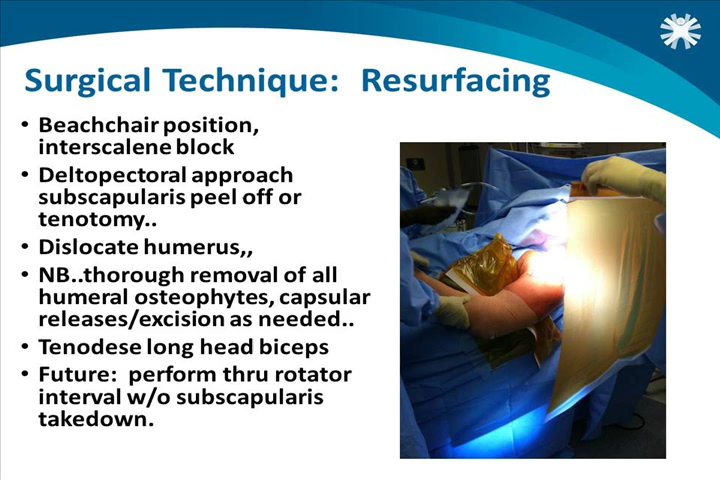 Surgical Technique:  Resurfacing
• Beachchair position,
interscalene block
• Deltopectoral approach
subscapularis peel off or
tenotomy..
• Dislocate humerus,,
• NB..thorough removal of all
humeral osteophytes, capsular
releases/excision as needed..
• Tenodese long head biceps
• Future:  perform thru rotator
interval w/o subscapularis
takedown.